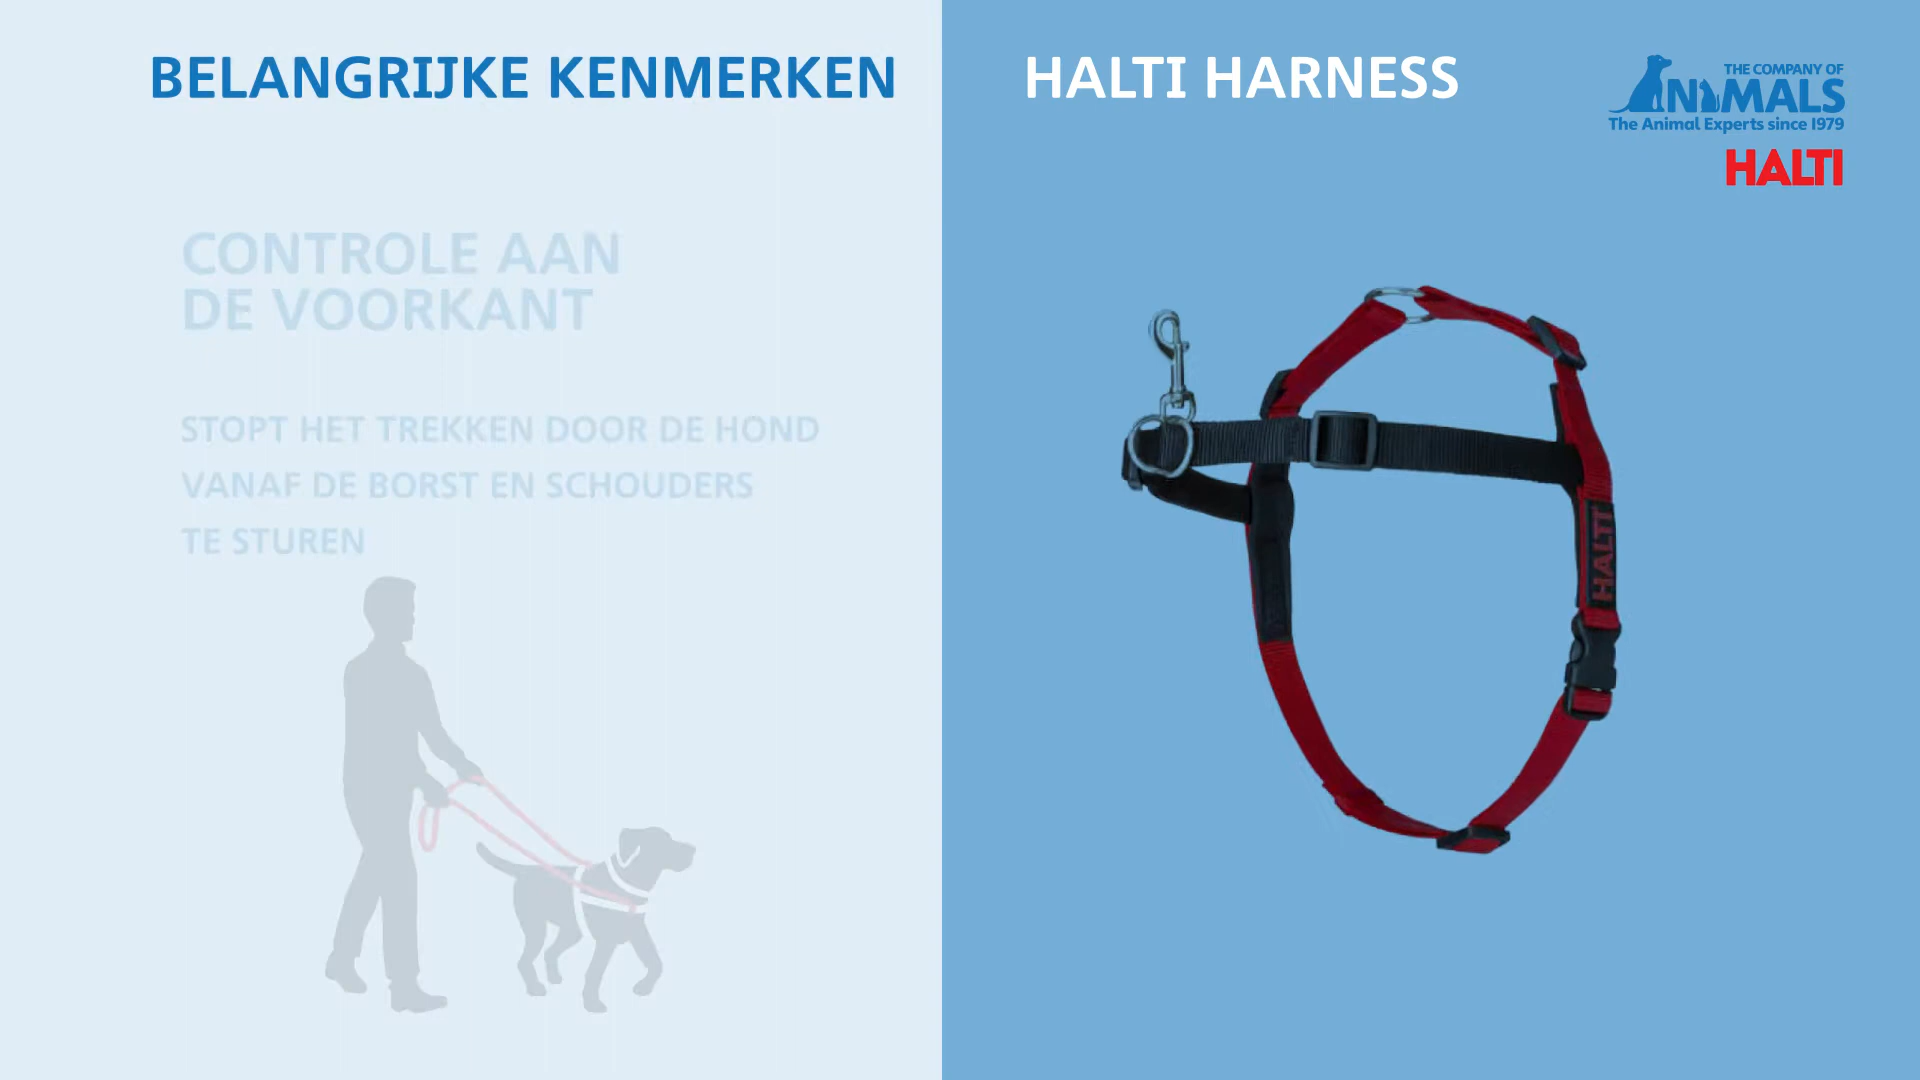 BELANGRIJKE KENMERKEN
CONTROLE AAN
DE VOORKANT
STOPT HET TREKKEN DOOR DE HOND
VANAF DE BORST EN SCHOUDERS
TE STUREN
HALTI HARNESS
THE COMPANY OF
ANIMALS
The Animal Experts since 1979
HALTI
HALTI